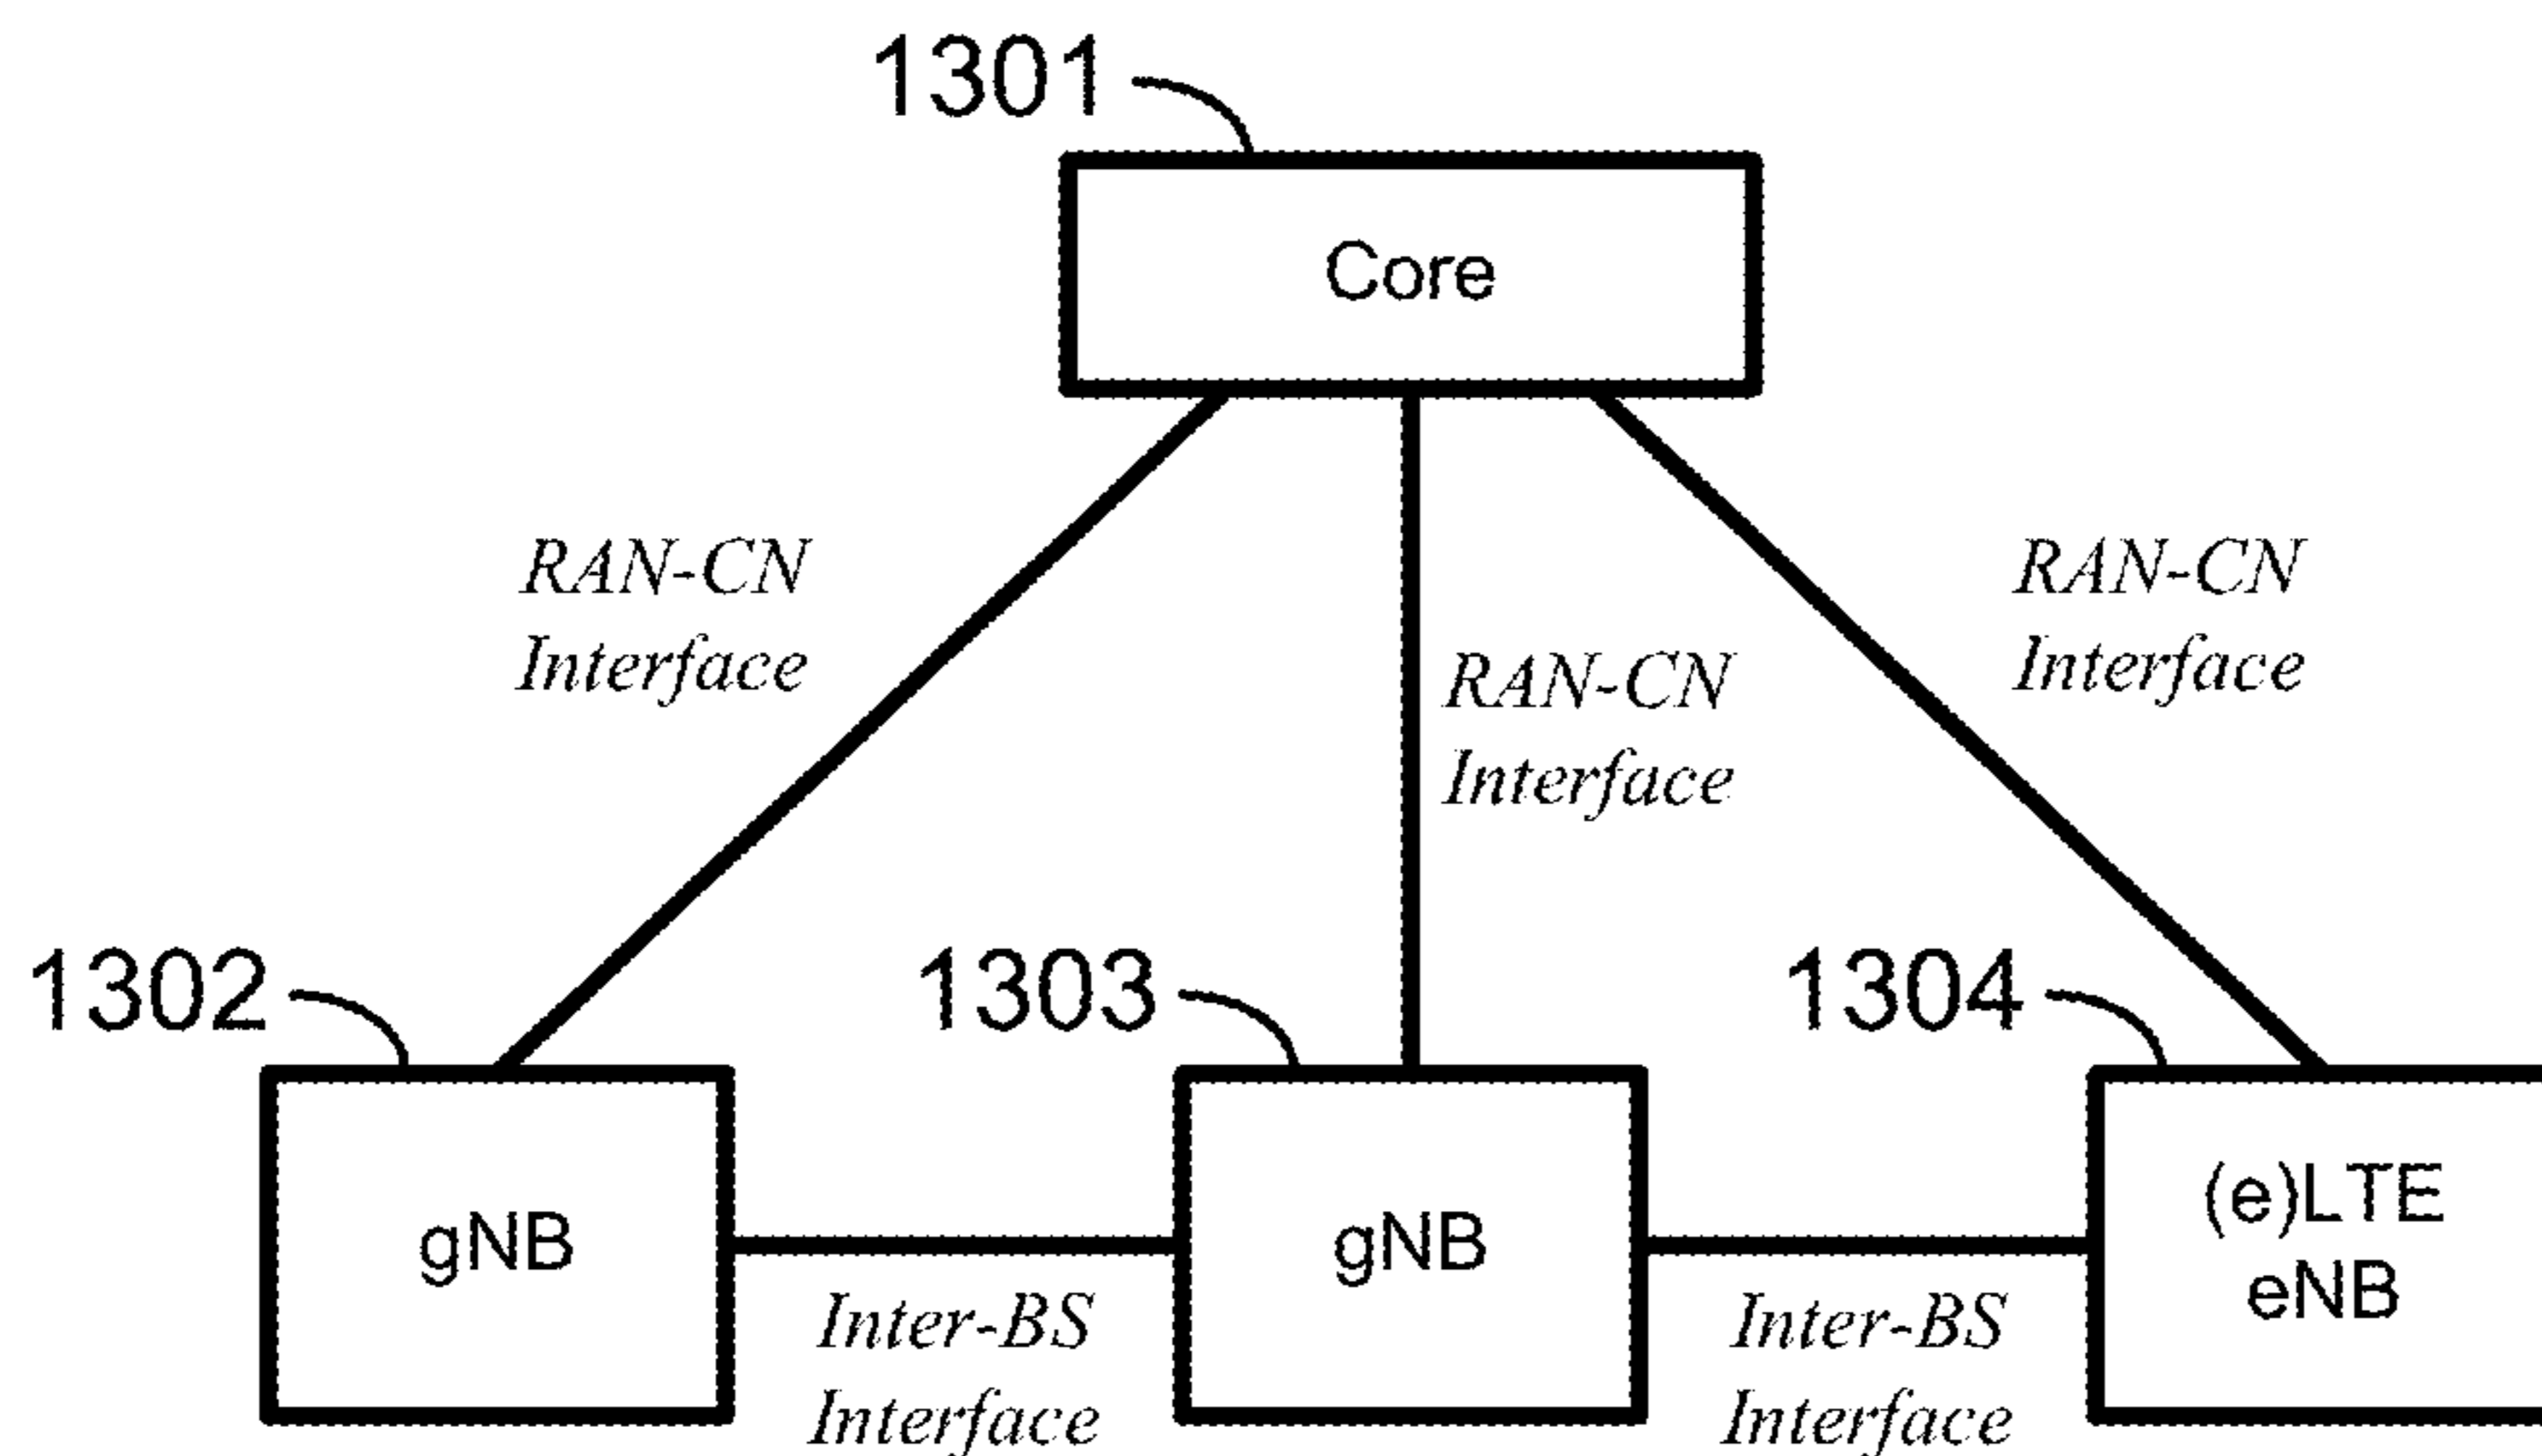 1301
Core
RAN-CN
Interface
RAN-CN
Interface
RAN-CN
Interface
1302
1303
1304
gNB
gNB
(e)LTE
eNB
Inter-BS
Interface
Inter-BS
Interface